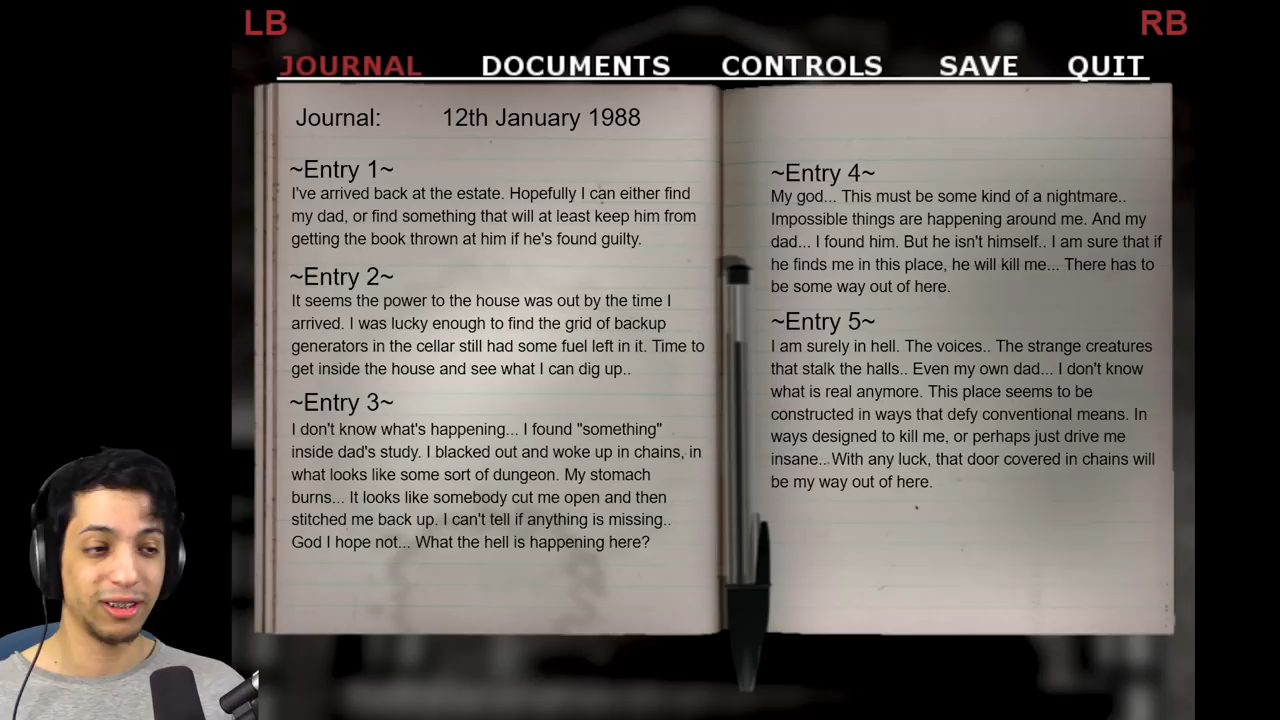 LB
RB
JOURNAL DOCUMENTS CONTROLS SAVE QUIT
Journal: 12th January 1988
~Entry 1~
I've arrived back at the estate. Hopefully I can either find
my dad, or find something that will at least keep him from
getting the book thrown at him if he's found guilty.
~Entry 2~
It seems the power to the house was out by the time I
arrived. I was lucky enough to find the grid of backup
generators in the cellar still had some fuel left in it. Time to
get inside the house and see what I can dig up..
~Entry 3~
I don't know what's happening... I found "something"
inside dad's study. I blacked out and woke up in chains, in
what looks like some sort of dungeon. My stomach
burns... It looks like somebody cut me open and then
stitched me back up. I can't tell if anything is missing..
God I hope not... What the hell is happening here?
~Entry 4~
My god... This must be some kind of a nightmare..
Impossible things are happening around me. And my
dad... I found him. But he isn't himself.. I am sure that if
he finds me in this place, he will kill me... There has to
be some way out of here.
~Entry 5~
I am surely in hell. The voices.. The strange creatures
that stalk the halls.. Even my own dad... I don't know
what is real anymore. This place seems to be
constructed in ways that defy conventional means. In
ways designed to kill me, or perhaps just drive me
insane.. With any luck, that door covered in chains will
be my way out of here.